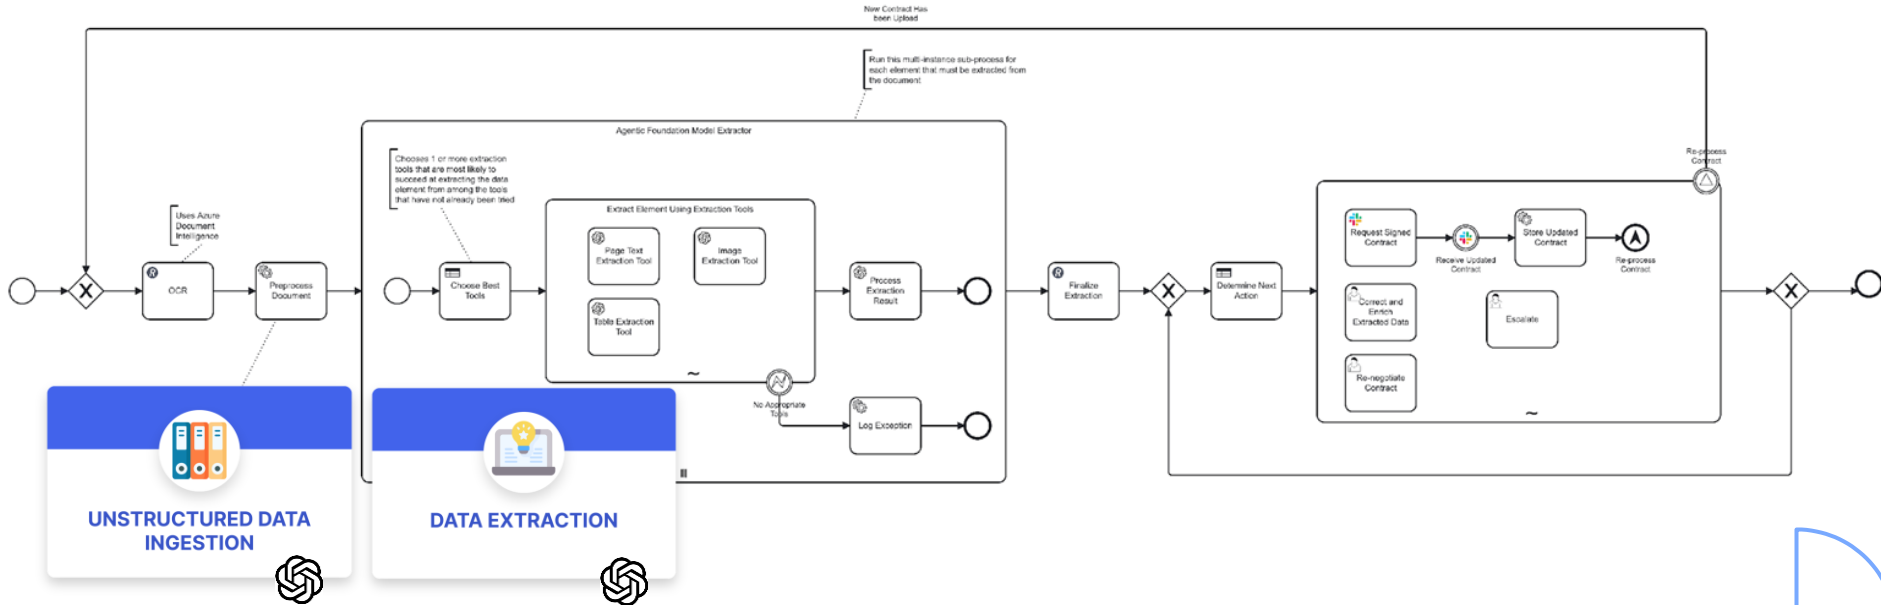 New Contract Has
been Upload
Run this multi-instance sub-process for
each element that must be extracted from
the document
Agentic Foundation Model Extractor
Chooses 1 or more extraction
tools that are most likely to
succeed at extracting the data
element from among the tools
that have not already been tried
Uses Azure
Document
Intelligence
OCR
Preprocess
Document
Choose Best
Tools
Extract Element Using Extraction Tools
Page Text
Extraction Tool
Image
Extraction Tool
Table Extraction
Tool
No Appropriate
Tools
Process
Extraction
Result
Log Exception
Finalize
Extraction
Determine Next
Action
Re-process
Contract
Request Signed
Contract
Receive Updated
Contract
Store Updated
Contract
Re-process
Contract
Correct and
Enrich
Extracted Data
Escalate
Re-negotiate
Contract
UNSTRUCTURED DATA
INGESTION
DATA EXTRACTION